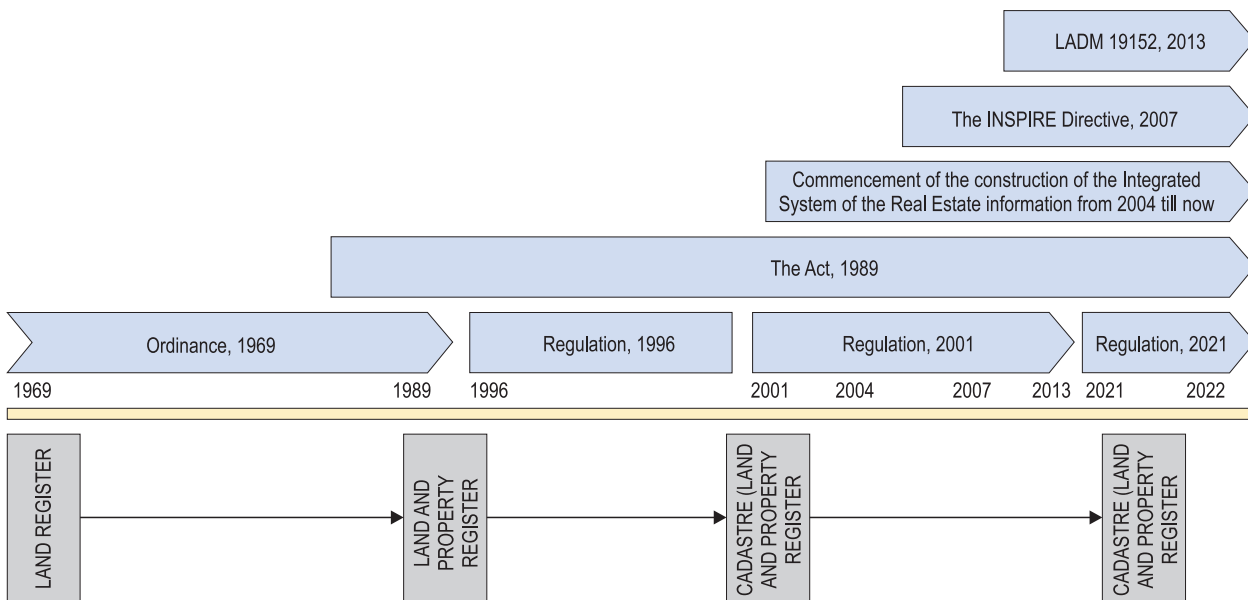 LADM 19152, 2013
The INSPIRE Directive, 2007
Commencement of the construction of the Integrated
System of the Real Estate information from 2004 till now
The Act, 1989
Ordinance, 1969
Regulation, 1996
Regulation, 2001
Regulation, 2021
1969
1989
1996
2001
2004
2007
2013
2021
2022
LAND REGISTER
LAND AND
PROPERTY
REGISTER
CADASTRE (LAND
AND PROPERTY
REGISTER
CADASTRE (LAND
AND PROPERTY
REGISTER